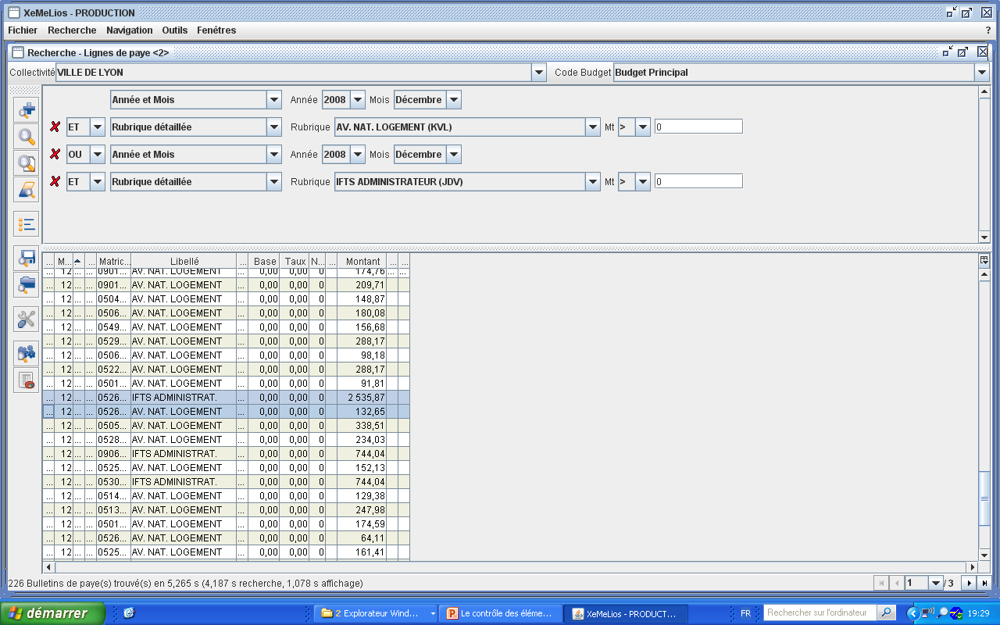 XeMeLios - PRODUCTION
Fichier Recherche Navigation Outils Fenêtres ?
Recherche - Lignes de paye <2>
Collectivité VILLE DE LYON Code Budget Budget Principal
Année et Mois Année 2008 Mois Décembre
ET Rubrique détaillée Rubrique AV. NAT. LOGEMENT (KVL) Mt > 0
OU Année et Mois Année 2008 Mois Décembre
ET Rubrique détaillée Rubrique IFTS ADMINISTRATEUR (JDV) Mt > 0
... M... ... Matric... Libellé ... Base Taux N... ... Montant ... ...
... 12 ... ... 0901... AV. NAT. LOGEMENT ... 0,00 0,00 0 174,76 ... ...
... 12 ... ... 0901... AV. NAT. LOGEMENT ... 0,00 0,00 0 209,71
... 12 ... ... 0504... AV. NAT. LOGEMENT ... 0,00 0,00 0 148,87
... 12 ... ... 0506... AV. NAT. LOGEMENT ... 0,00 0,00 0 180,08
... 12 ... ... 0549... AV. NAT. LOGEMENT ... 0,00 0,00 0 156,68
... 12 ... ... 0529... AV. NAT. LOGEMENT ... 0,00 0,00 0 288,17
... 12 ... ... 0506... AV. NAT. LOGEMENT ... 0,00 0,00 0 98,18
... 12 ... ... 0522... AV. NAT. LOGEMENT ... 0,00 0,00 0 288,17
... 12 ... ... 0501... AV. NAT. LOGEMENT ... 0,00 0,00 0 91,81
... 12 ... ... 0526... IFTS ADMINISTRAT. ... 0,00 0,00 0 2 535,87
... 12 ... ... 0526... AV. NAT. LOGEMENT ... 0,00 0,00 0 132,65
... 12 ... ... 0505... AV. NAT. LOGEMENT ... 0,00 0,00 0 338,51
... 12 ... ... 0528... AV. NAT. LOGEMENT ... 0,00 0,00 0 234,03
... 12 ... ... 0906... IFTS ADMINISTRAT. ... 0,00 0,00 0 744,04
... 12 ... ... 0525... AV. NAT. LOGEMENT ... 0,00 0,00 0 152,13
... 12 ... ... 0530... IFTS ADMINISTRAT. ... 0,00 0,00 0 744,04
... 12 ... ... 0514... AV. NAT. LOGEMENT ... 0,00 0,00 0 129,38
... 12 ... ... 0513... AV. NAT. LOGEMENT ... 0,00 0,00 0 247,98
... 12 ... ... 0501... AV. NAT. LOGEMENT ... 0,00 0,00 0 174,59
... 12 ... ... 0526... AV. NAT. LOGEMENT ... 0,00 0,00 0 64,11
... 12 ... ... 0525... AV. NAT. LOGEMENT ... 0,00 0,00 0 161,41
226 Bulletins de paye(s) trouvé(s) en 5,265 s (4,187 s recherche, 1,078 s affichage) 1 / 3
démarrer 2 Explorateur Wind... Le contrôle des éléme... XeMeLios - PRODUCT... FR Rechercher sur l'ordinateur 19:29